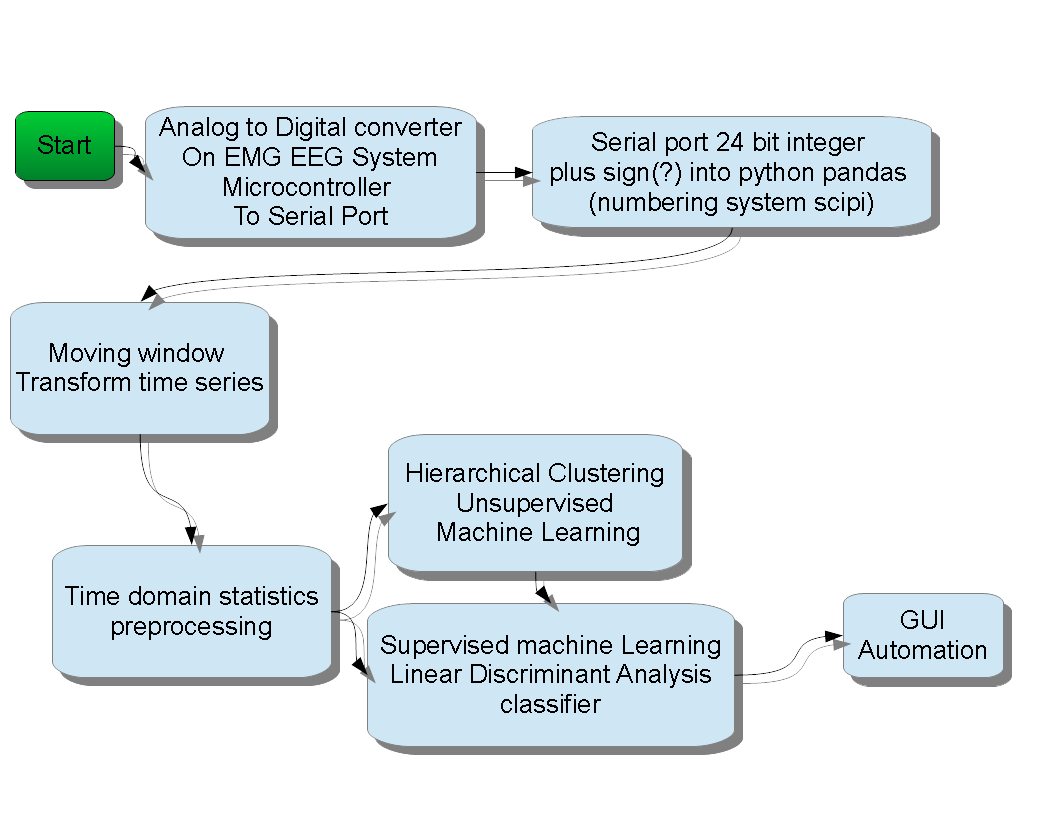 Start
Analog to Digital converter
On EMG EEG System
Microcontroller
To Serial Port
Serial port 24 bit integer
plus sign(?) into python pandas
(numbering system scipi)
Moving window
Transform time series
Hierarchical Clustering
Unsupervised
Machine Learning
Time domain statistics
preprocessing
Supervised machine Learning
Linear Discriminant Analysis
classifier
GUI
Automation